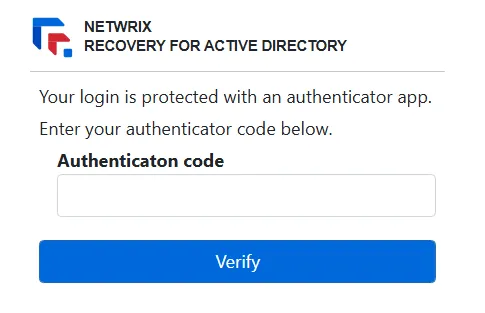 NETWRIX
RECOVERY FOR ACTIVE DIRECTORY
Your login is protected with an authenticator app.
Enter your authenticator code below.
Authenticaton code
Verify